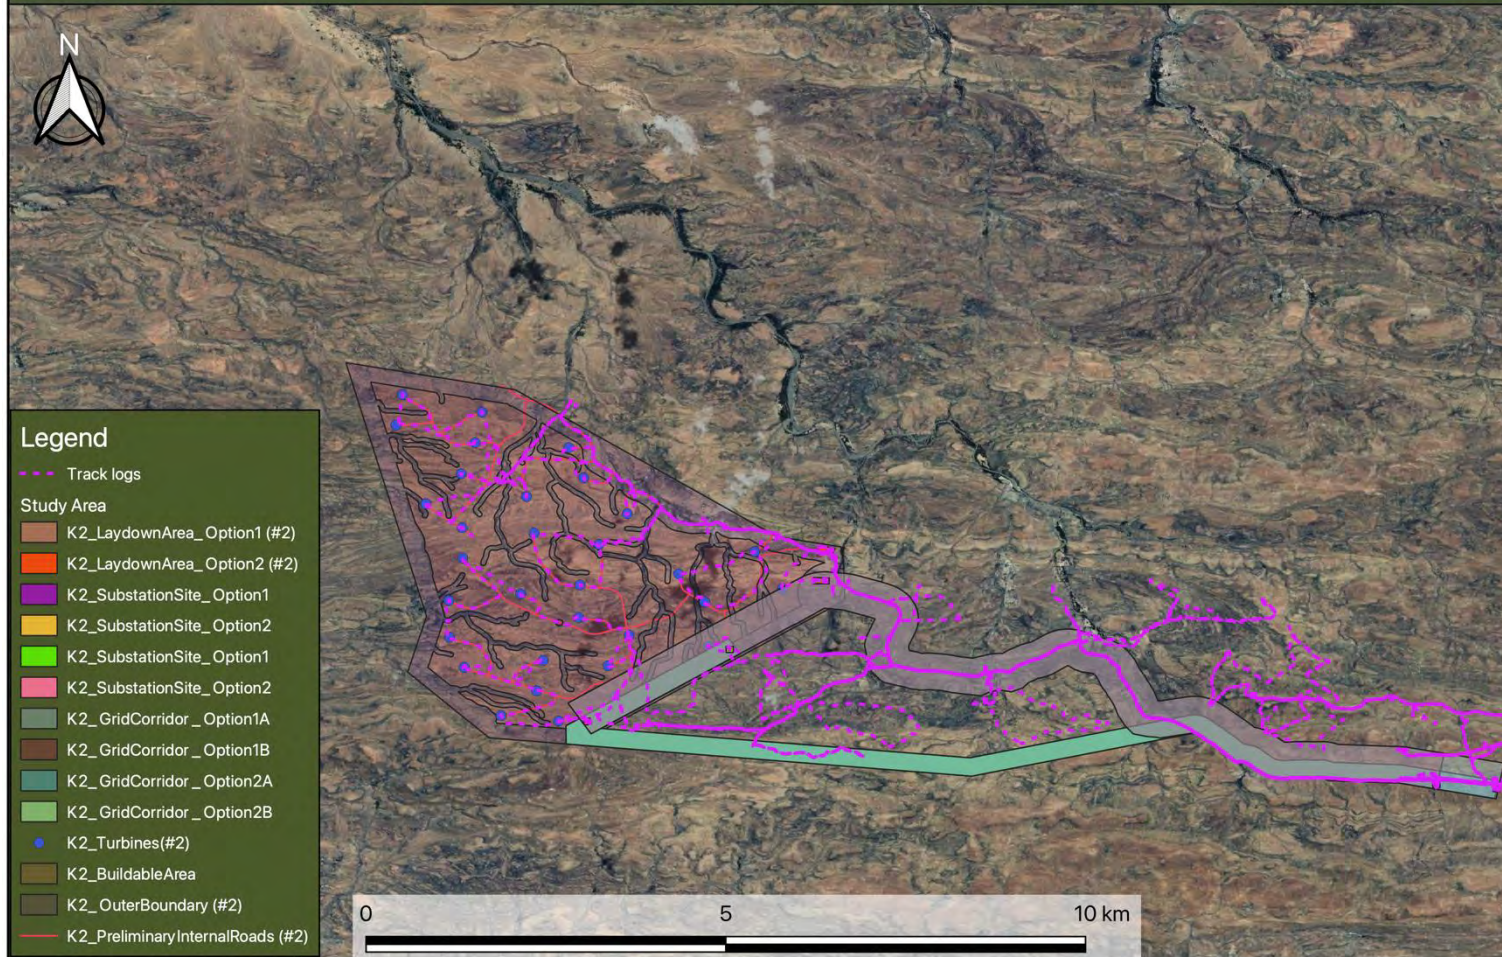 N
Legend
Track logs
Study Area
K2_LaydownArea_Option1 (#2)
K2_LaydownArea_Option2 (#2)
K2_SubstationSite_Option1
K2_SubstationSite_Option2
K2_SubstationSite_Option1
K2_SubstationSite_Option2
K2_GridCorridor_Option1A
K2_GridCorridor_Option1B
K2_GridCorridor_Option2A
K2_GridCorridor_Option2B
K2_Turbines(#2)
K2_BuildableArea
K2_OuterBoundary (#2)
K2_PreliminaryInternalRoads (#2)
0 5 10 km